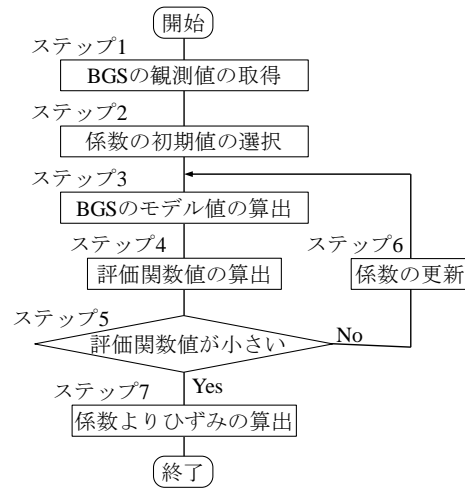 開始
ステップ1
BGSの観測値の取得
ステップ2
係数の初期値の選択
ステップ3
BGSのモデル値の算出
ステップ4
評価関数値の算出
ステップ6
係数の更新
ステップ5
評価関数値が小さい
No
Yes
ステップ7
係数よりひずみの算出
終了